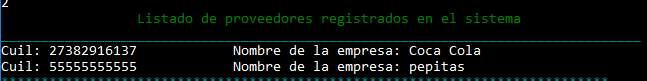 2
Listado de proveedores registrados en el sistema
Cuil: 27382916137 Nombre de la empresa: Coca Cola
Cuil: 55555555555 Nombre de la empresa: pepitas